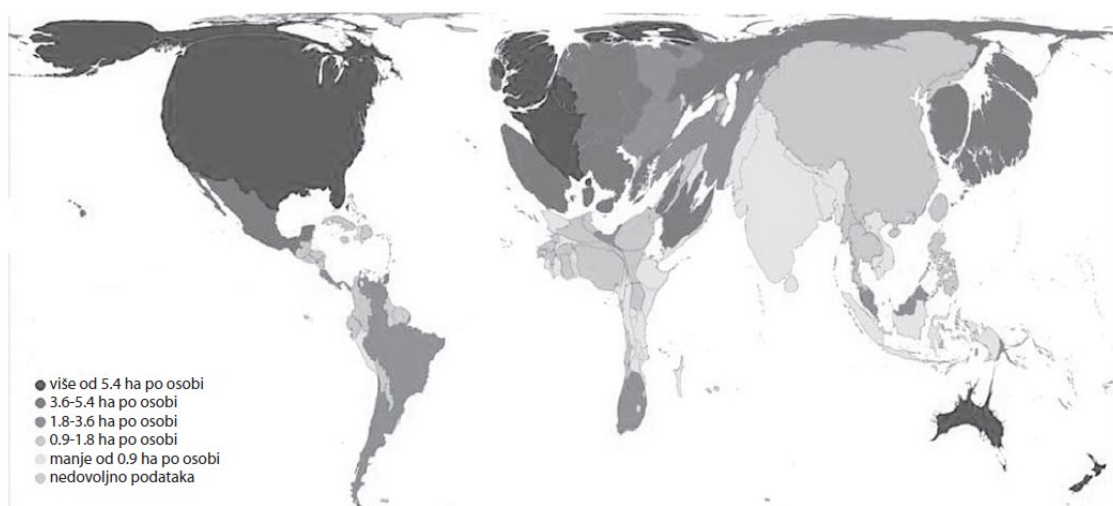 više od 5.4 ha po osobi
3.6-5.4 ha po osobi
1.8-3.6 ha po osobi
0.9-1.8 ha po osobi
manje od 0.9 ha po osobi
nedovoljno podataka